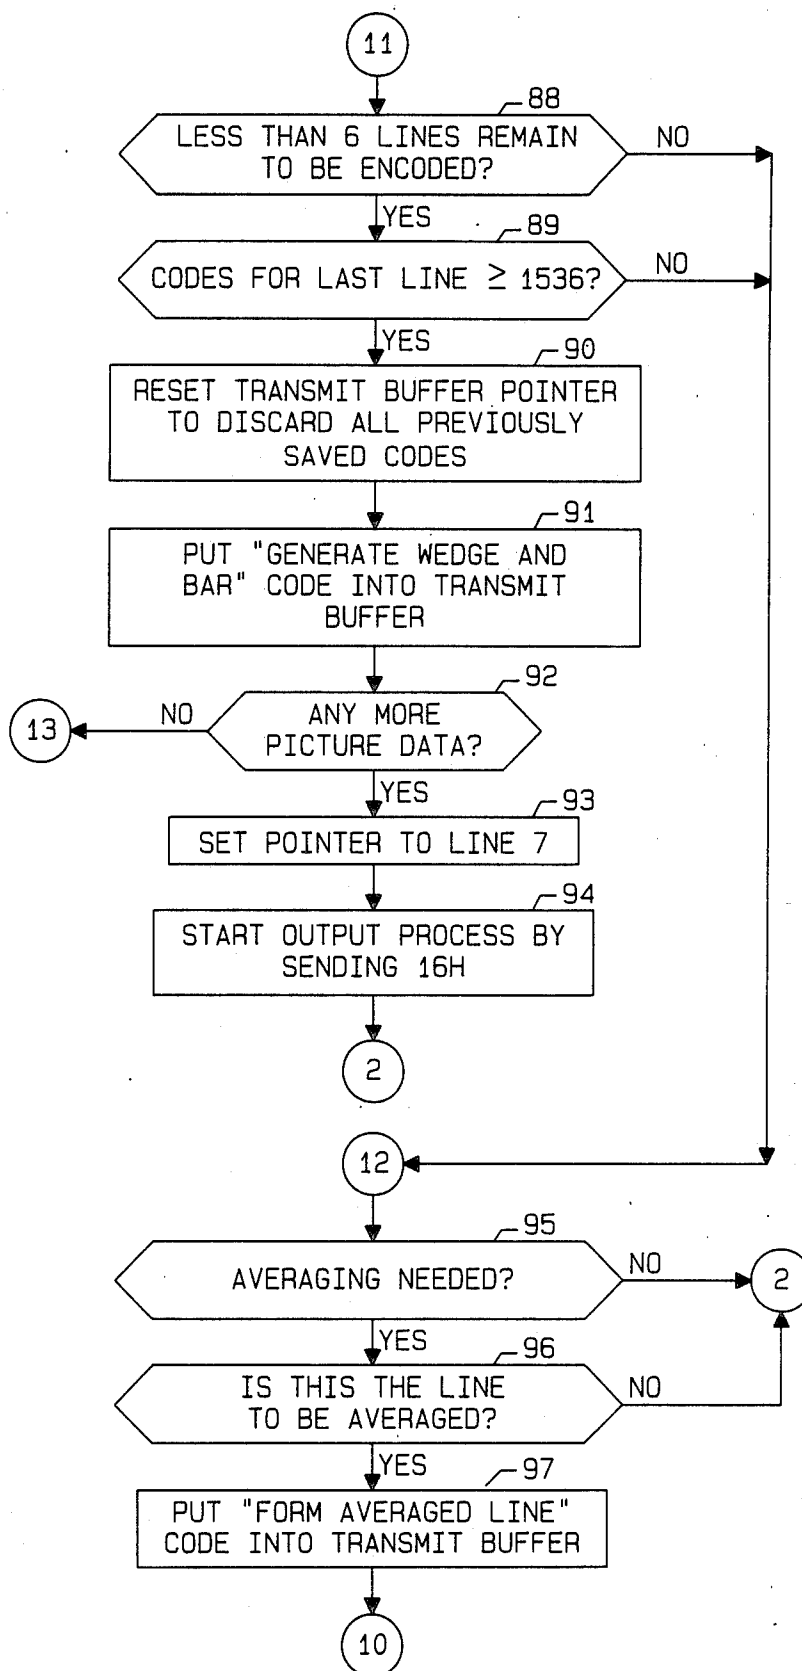 11
88
LESS THAN 6 LINES REMAIN
TO BE ENCODED?
NO
YES
89
CODES FOR LAST LINE ≥ 1536?
NO
YES
90
RESET TRANSMIT BUFFER POINTER
TO DISCARD ALL PREVIOUSLY
SAVED CODES
91
PUT "GENERATE WEDGE AND
BAR" CODE INTO TRANSMIT
BUFFER
92
ANY MORE
PICTURE DATA?
NO
13
YES
93
SET POINTER TO LINE 7
94
START OUTPUT PROCESS BY
SENDING 16H
2
12
95
AVERAGING NEEDED?
NO
2
YES
96
IS THIS THE LINE
TO BE AVERAGED?
NO
YES
97
PUT "FORM AVERAGED LINE"
CODE INTO TRANSMIT BUFFER
10